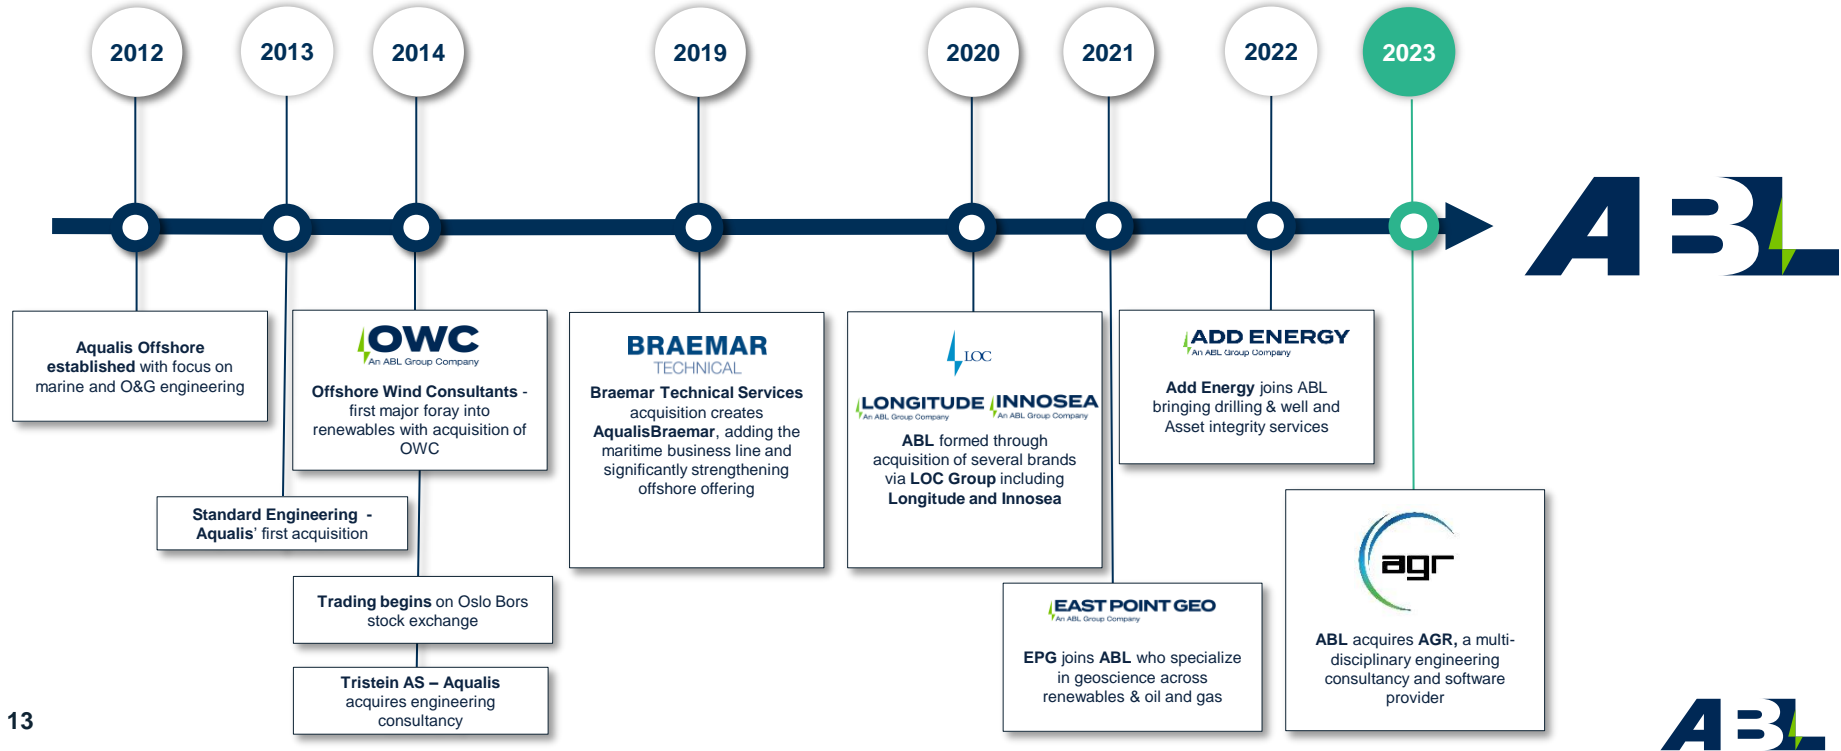 2012
2013
2014
2019
2020
2021
2022
2023
ABL
Aqualis Offshore
established with focus on
marine and O&G engineering
Standard Engineering -
Aqualis' first acquisition
OWC
An ABL Group Company
Offshore Wind Consultants -
first major foray into
renewables with acquisition of
OWC
Trading begins on Oslo Bors
stock exchange
Tristein AS – Aqualis
acquires engineering
consultancy
BRAEMAR
TECHNICAL
Braemar Technical Services
acquisition creates
AqualisBraemar, adding the
maritime business line and
significantly strengthening
offshore offering
LOC
LONGITUDE
An ABL Group Company
INNOSEA
An ABL Group Company
ABL formed through
acquisition of several brands
via LOC Group including
Longitude and Innosea
EAST POINT GEO
An ABL Group Company
EPG joins ABL who specialize
in geoscience across
renewables & oil and gas
ADD ENERGY
An ABL Group Company
Add Energy joins ABL
bringing drilling & well and
Asset integrity services
agr
ABL acquires AGR, a multi-
disciplinary engineering
consultancy and software
provider
13
ABL